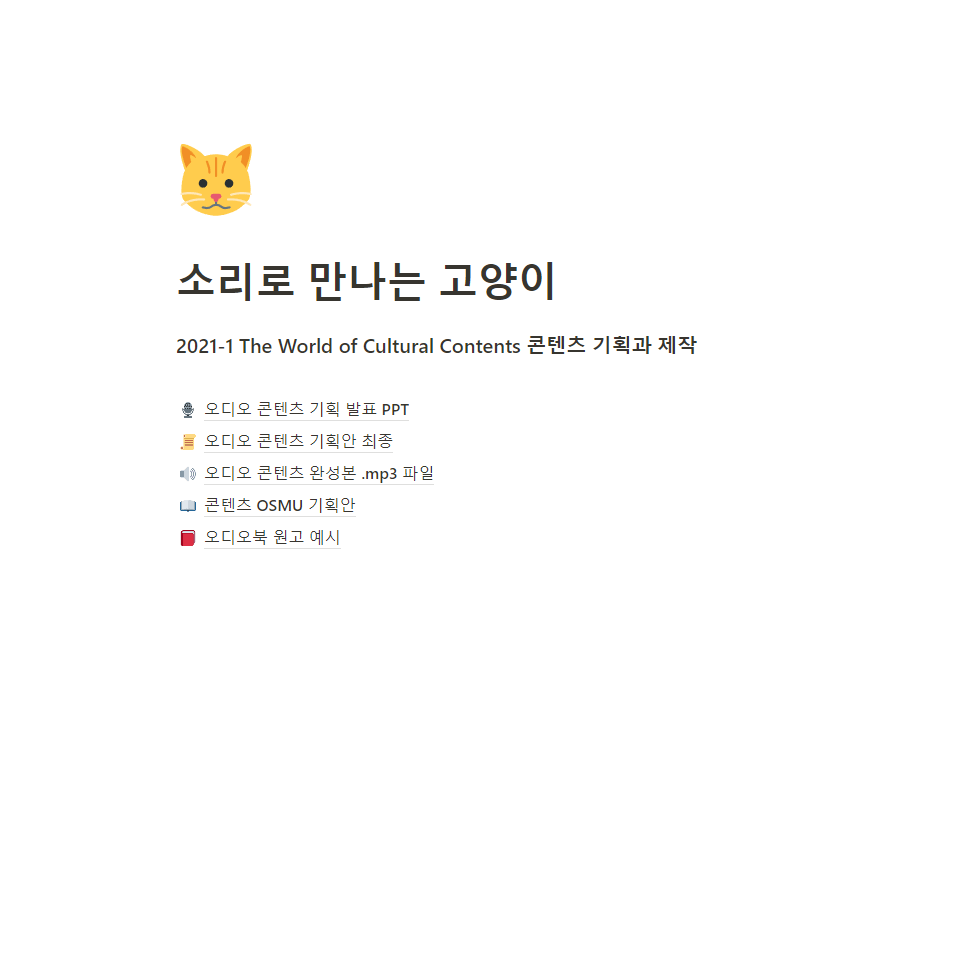 소리로 만나는 고양이
2021-1 The World of Cultural Contents 콘텐츠 기획과 제작
오디오 콘텐츠 기획 발표 PPT
오디오 콘텐츠 기획안 최종
오디오 콘텐츠 완성본 .mp3 파일
콘텐츠 OSMU 기획안
오디오북 원고 예시